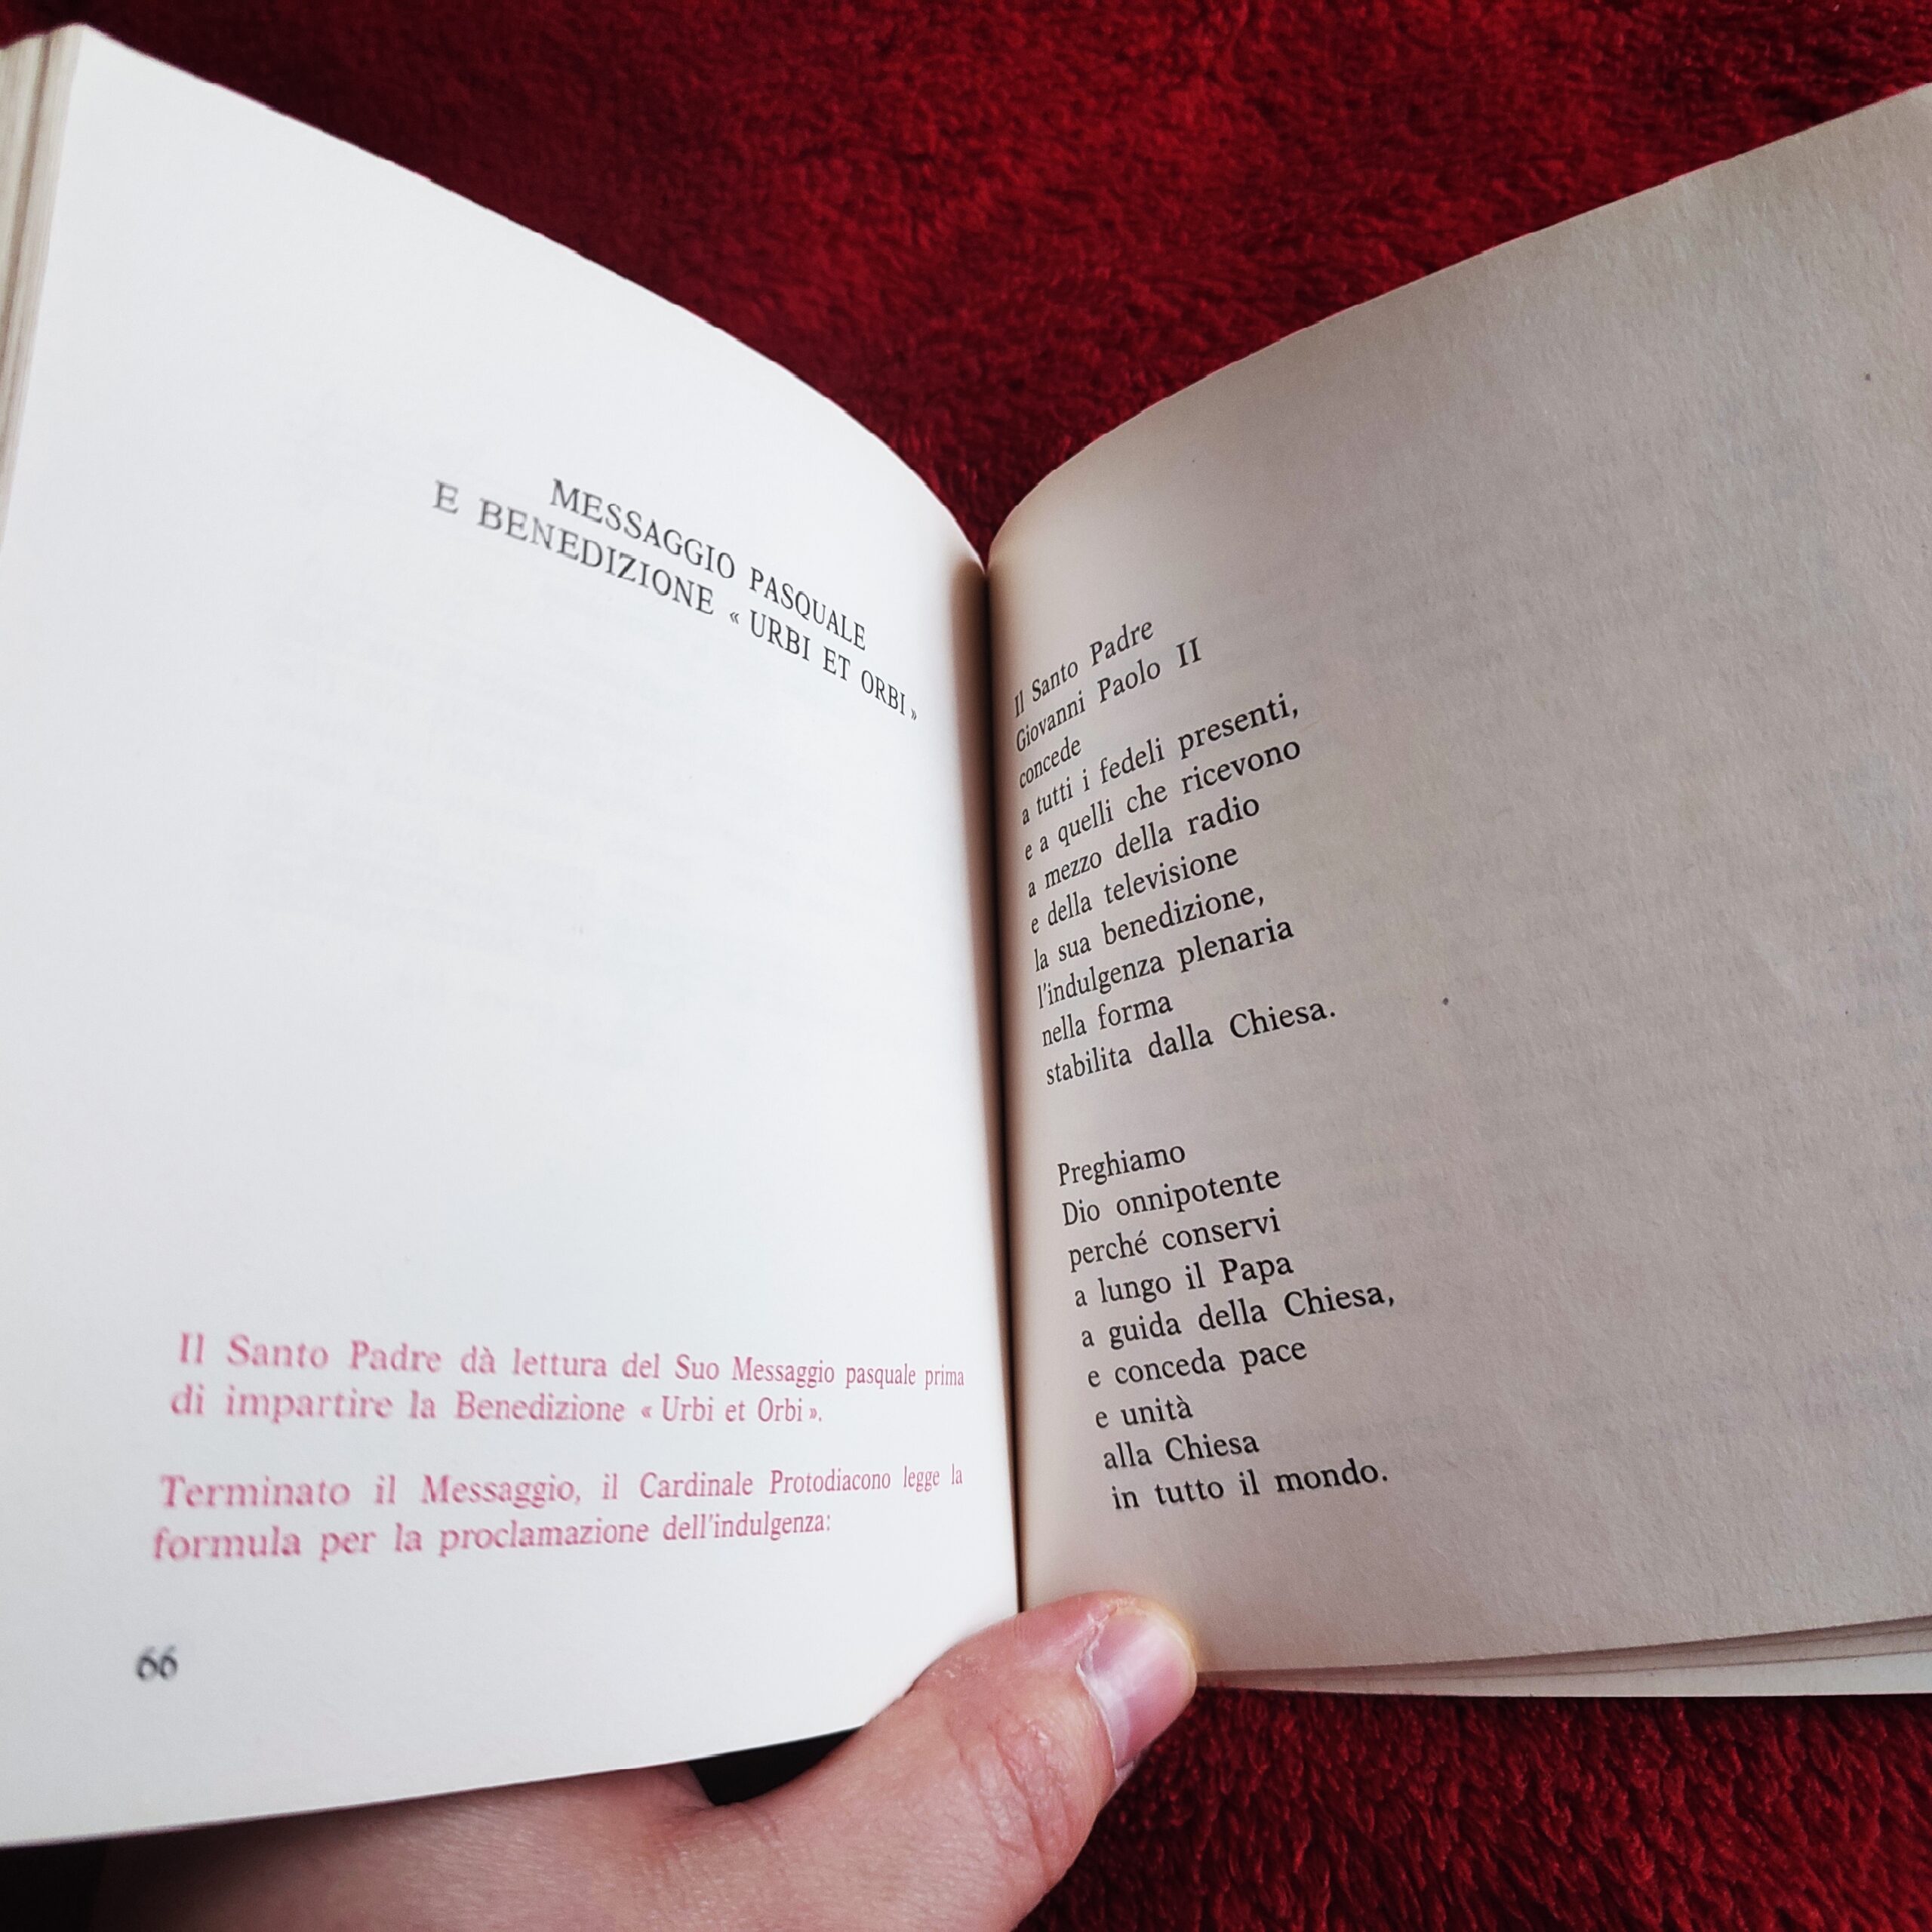 MESSAGGIO PASQUALE
E BENEDIZIONE « URBI ET ORBI »
Il Santo Padre dà lettura del Suo Messaggio pasquale prima
di impartire la Benedizione « Urbi et Orbi ».
Terminato il Messaggio, il Cardinale Protodiacono legge la
formula per la proclamazione dell'indulgenza:
66
Il Santo Padre
Giovanni Paolo II
concede
a tutti i fedeli presenti,
e a quelli che ricevono
a mezzo della radio
e della televisione
la sua benedizione,
l'indulgenza plenaria
nella forma
stabilita dalla Chiesa.
Preghiamo
Dio onnipotente
perché conservi
a lungo il Papa
a guida della Chiesa,
e conceda pace
e unità
alla Chiesa
in tutto il mondo.